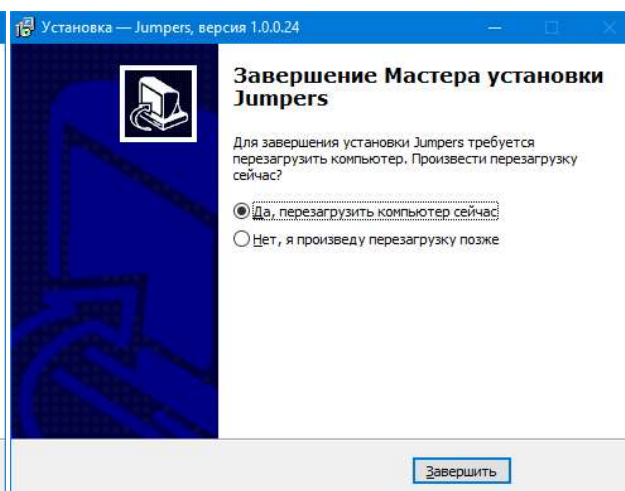 Установка — Jumpers, версия 1.0.0.24
Завершение Мастера установки
Jumpers
Для завершения установки Jumpers требуется
перезагрузить компьютер. Произвести перезагрузку
сейчас?
Да, перезагрузить компьютер сейчас
Нет, я произведу перезагрузку позже
Завершить